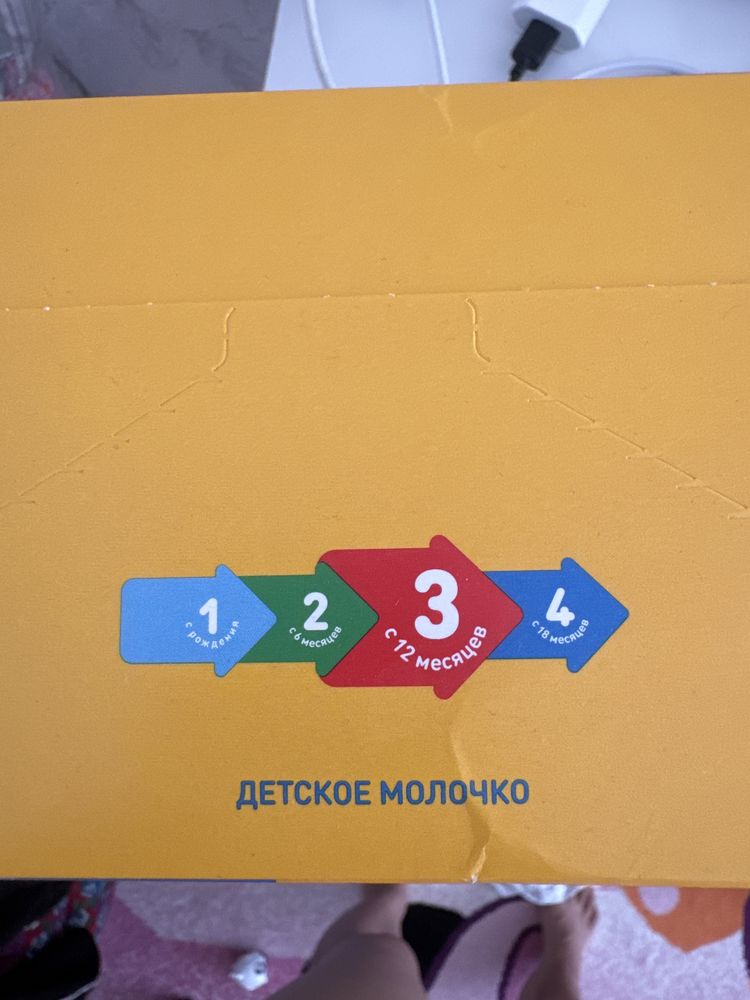 1
с рождения
2
с 6 месяцев
3
с 12 месяцев
4
с 18 месяцев
ДЕТСКОЕ МОЛОЧКО